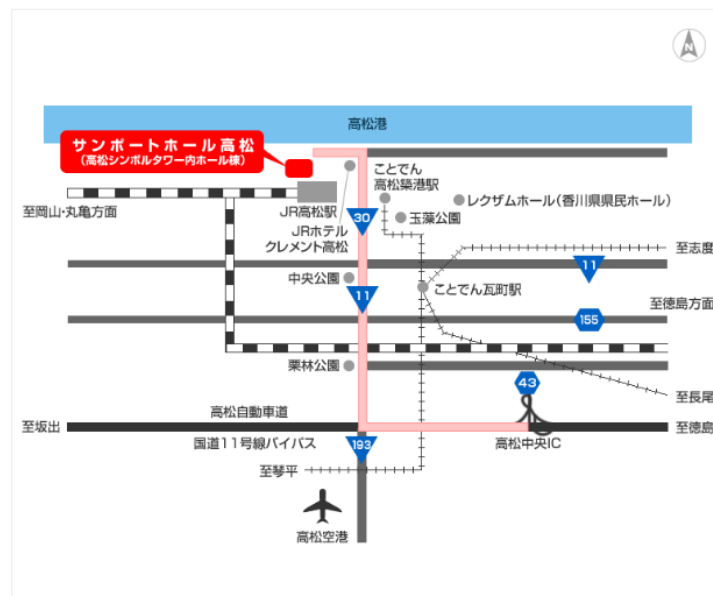 N
高松港
サンポートホール高松
(高松シンボルタワー内ホール棟)
ことでん
高松築港駅
至岡山・丸亀方面
JR高松駅
レクザムホール(香川県県民ホール)
JRホテル
クレメント高松
30
玉藻公園
至志度
11
中央公園
11
ことでん瓦町駅
至徳島方面
155
栗林公園
43
至長尾
高松自動車道
至坂出
至徳島
国道11号線バイパス
193
高松中央IC
至琴平
高松空港